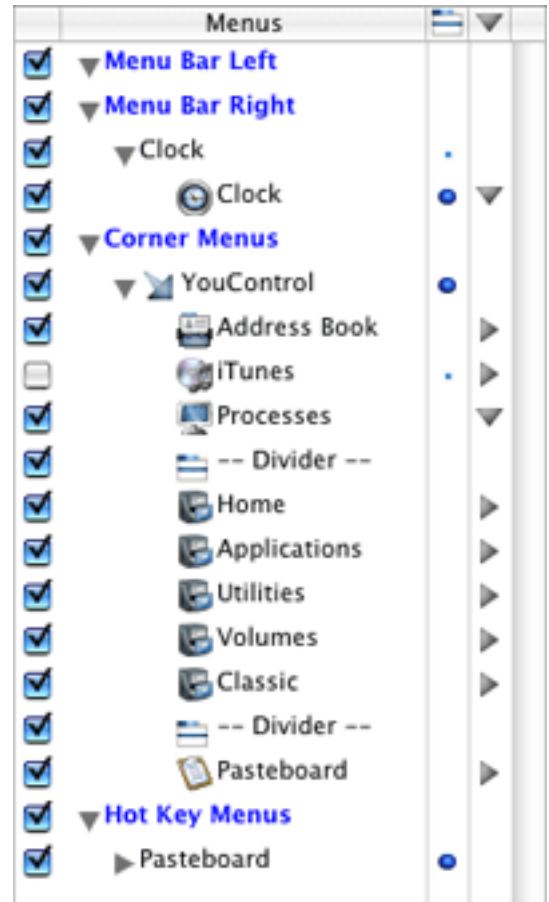 Menus
Menu Bar Left
Menu Bar Right
Clock
Clock
Corner Menus
YouControl
Address Book
iTunes
Processes
-- Divider --
Home
Applications
Utilities
Volumes
Classic
-- Divider --
Pasteboard
Hot Key Menus
Pasteboard